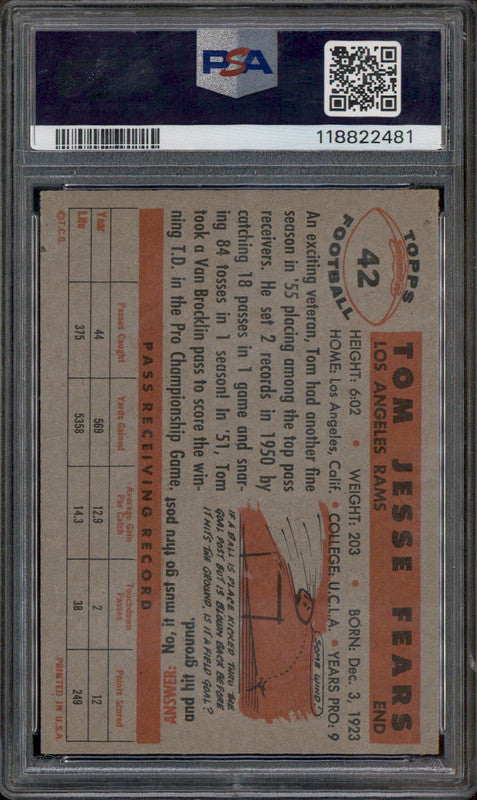 PSA
118822481
TOPPS
42
FOOTBALL
TOM JESSE FEARS
LOS ANGELES RAMS END
HEIGHT: 6:02 • WEIGHT: 203 • BORN: Dec. 3, 1923
HOME: Los Angeles, Calif. • COLLEGE: U.C.L.A. • YEARS PRO: 9
An exciting veteran, Tom had another fine
season in '55 placing among the top pass
receivers. He set 2 records in 1950 by
catching 18 passes in 1 game and snar-
ing 84 tosses in 1 season! In '51, Tom
took a Van Brocklin pass to score the win-
ning T.D. in the Pro Championship Game.
SOME WIND!
IF A BALL IS PLACE KICKED THRU THE
GOAL POST BUT IS BLOWN BACK BEFORE
IT HITS THE GROUND, IS IT A FIELD GOAL?
ANSWER:
No, it must go thru post
and hit ground.
PASS RECEIVING RECORD
Year Passes Caught Yards Gained Average Gain Per Catch Touchdown Passes Points Scored
Year 44 569 12.9 2 12
Life 375 5358 14.3 38 249
©T.C.G. PRINTED IN U.S.A.